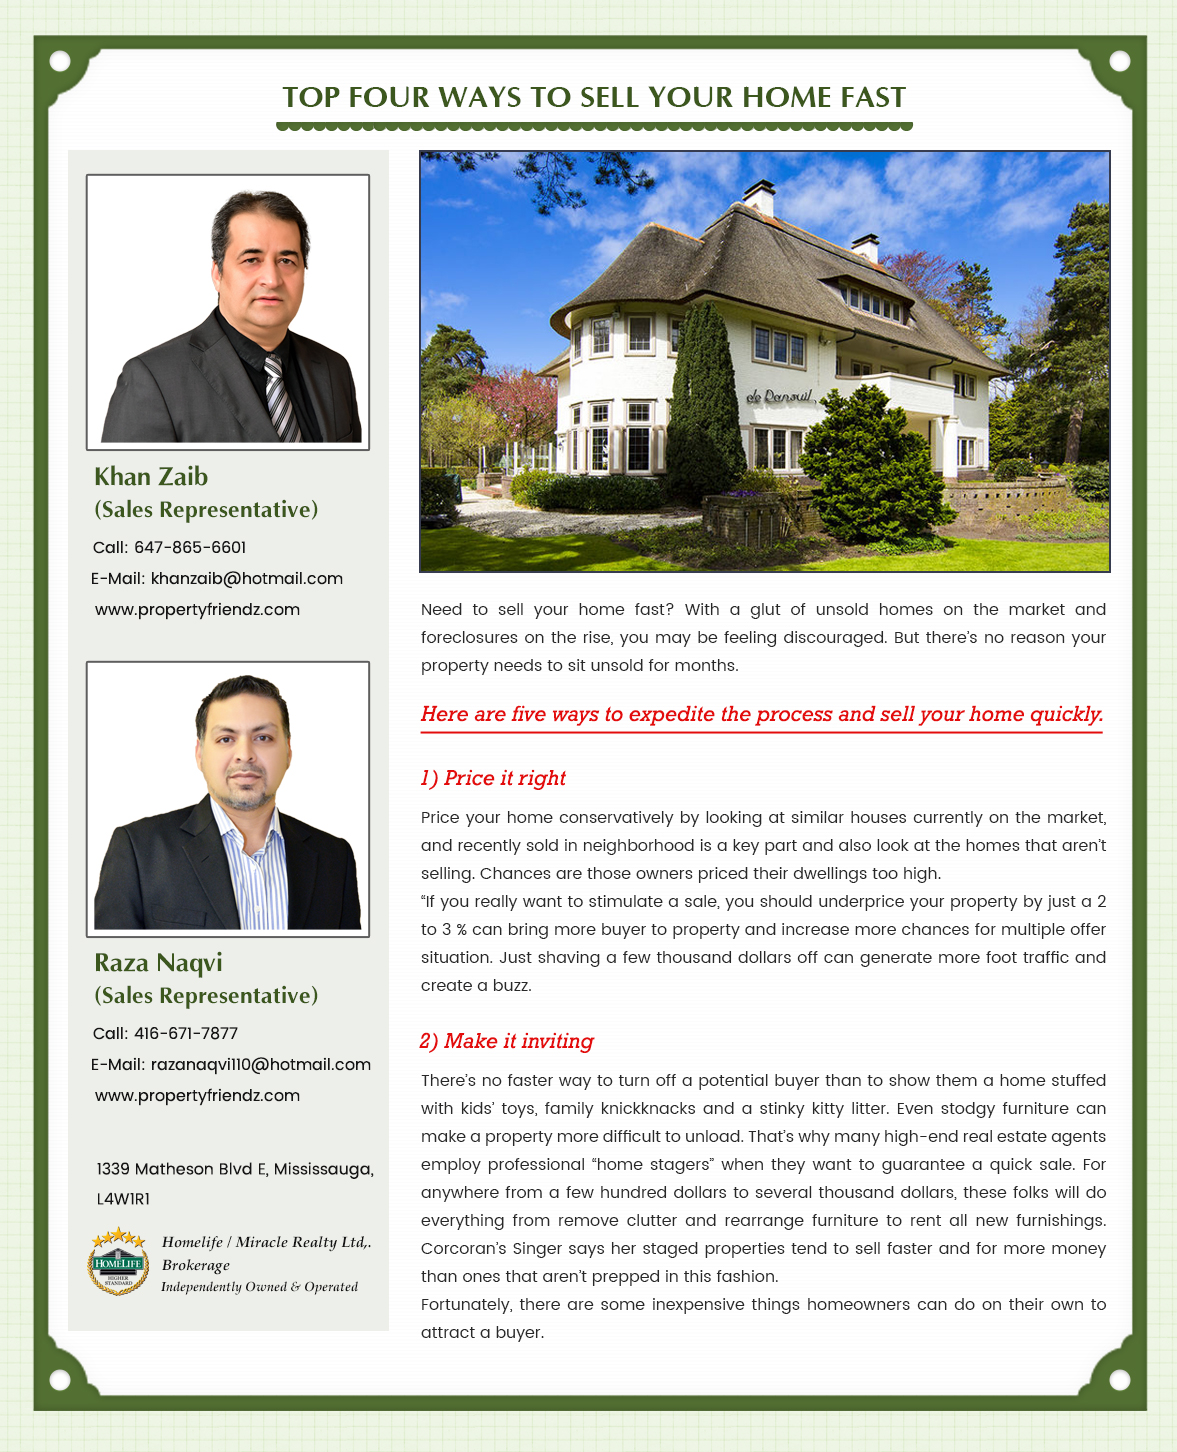 TOP FOUR WAYS TO SELL YOUR HOME FAST
Khan Zaib
(Sales Representative)
Call: 647-865-6601
E-Mail: khanzaib@hotmail.com
www.propertyfriendz.com
Raza Naqvi
(Sales Representative)
Call: 416-671-7877
E-Mail: razanaqvi110@hotmail.com
www.propertyfriendz.com
1339 Matheson Blvd E, Mississauga,
L4W1R1
HOMELIFE
HIGHER
STANDARD
Homelife / Miracle Realty Ltd,.
Brokerage
Independently Owned & Operated
Need to sell your home fast? With a glut of unsold homes on the market and
foreclosures on the rise, you may be feeling discouraged. But there's no reason your
property needs to sit unsold for months.
Here are five ways to expedite the process and sell your home quickly.
1) Price it right
Price your home conservatively by looking at similar houses currently on the market,
and recently sold in neighborhood is a key part and also look at the homes that aren't
selling. Chances are those owners priced their dwellings too high.
“If you really want to stimulate a sale, you should underprice your property by just a 2
to 3 % can bring more buyer to property and increase more chances for multiple offer
situation. Just shaving a few thousand dollars off can generate more foot traffic and
create a buzz.
2) Make it inviting
There's no faster way to turn off a potential buyer than to show them a home stuffed
with kids' toys, family knickknacks and a stinky kitty litter. Even stodgy furniture can
make a property more difficult to unload. That's why many high-end real estate agents
employ professional “home stagers” when they want to guarantee a quick sale. For
anywhere from a few hundred dollars to several thousand dollars, these folks will do
everything from remove clutter and rearrange furniture to rent all new furnishings.
Corcoran's Singer says her staged properties tend to sell faster and for more money
than ones that aren't prepped in this fashion.
Fortunately, there are some inexpensive things homeowners can do on their own to
attract a buyer.